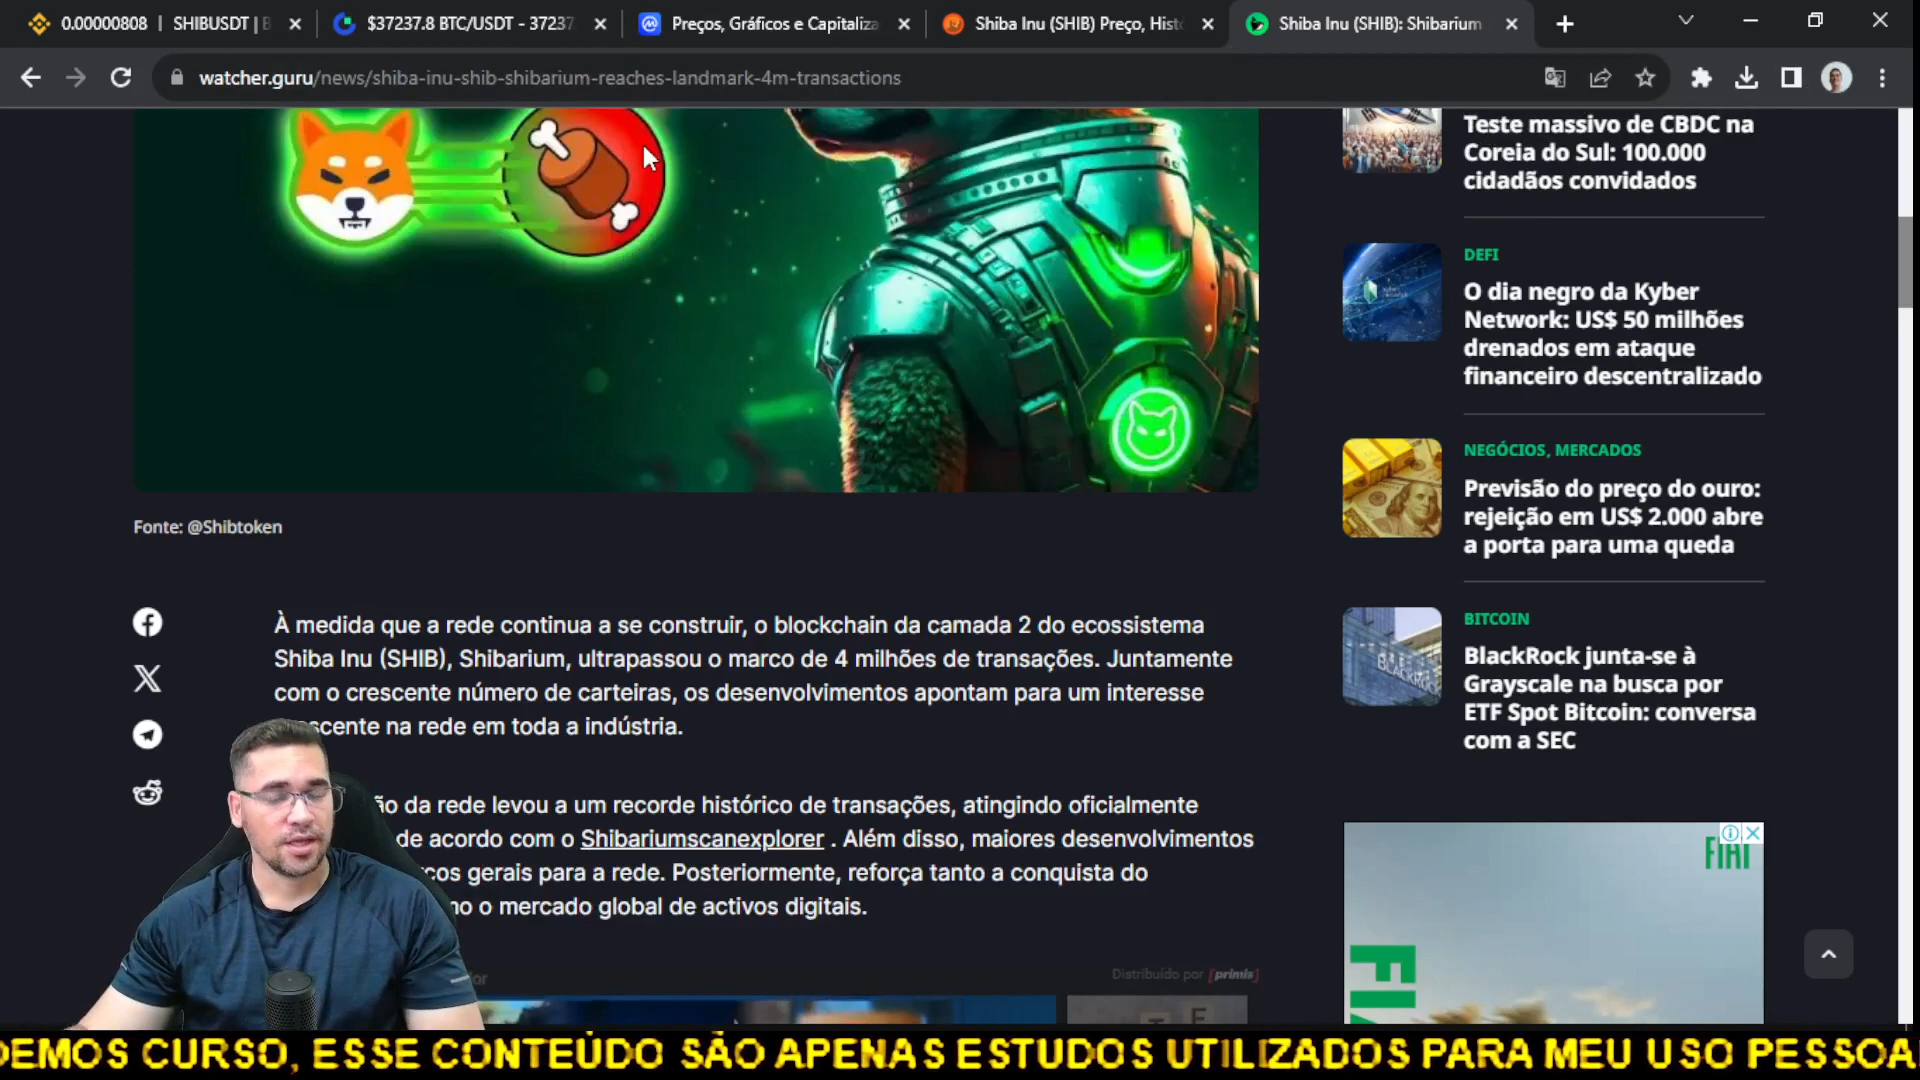 0.00000808 | SHIBUSDT | B
$37237.8 BTC/USDT - 37237
Preços, Gráficos e Capitaliza
Shiba Inu (SHIB) Preço, Hist
Shiba Inu (SHIB): Shibarium
watcher.guru/news/shiba-inu-shib-shibarium-reaches-landmark-4m-transactions
Teste massivo de CBDC na
Coreia do Sul: 100.000
cidadãos convidados
DEFI
O dia negro da Kyber
Network: US$ 50 milhões
drenados em ataque
financeiro descentralizado
NEGÓCIOS, MERCADOS
Previsão do preço do ouro:
rejeição em US$ 2.000 abre
a porta para uma queda
BITCOIN
BlackRock junta-se à
Grayscale na busca por
ETF Spot Bitcoin: conversa
com a SEC
Fonte: @Shibtoken
À medida que a rede continua a se construir, o blockchain da camada 2 do ecossistema
Shiba Inu (SHIB), Shibarium, ultrapassou o marco de 4 milhões de transações. Juntamente
com o crescente número de carteiras, os desenvolvimentos apontam para um interesse
scente na rede em toda a indústria.
ão da rede levou a um recorde histórico de transações, atingindo oficialmente
de acordo com o Shibariumscanexplorer . Além disso, maiores desenvolvimentos
cos gerais para a rede. Posteriormente, reforça tanto a conquista do
no o mercado global de activos digitais.
Distribuído por [primis]
FIAT
BLACKROCK
DEMOS CURSO, ESSE CONTEÚDO SÃO APENAS ESTUDOS UTILIZADOS PARA MEU USO PESSOA